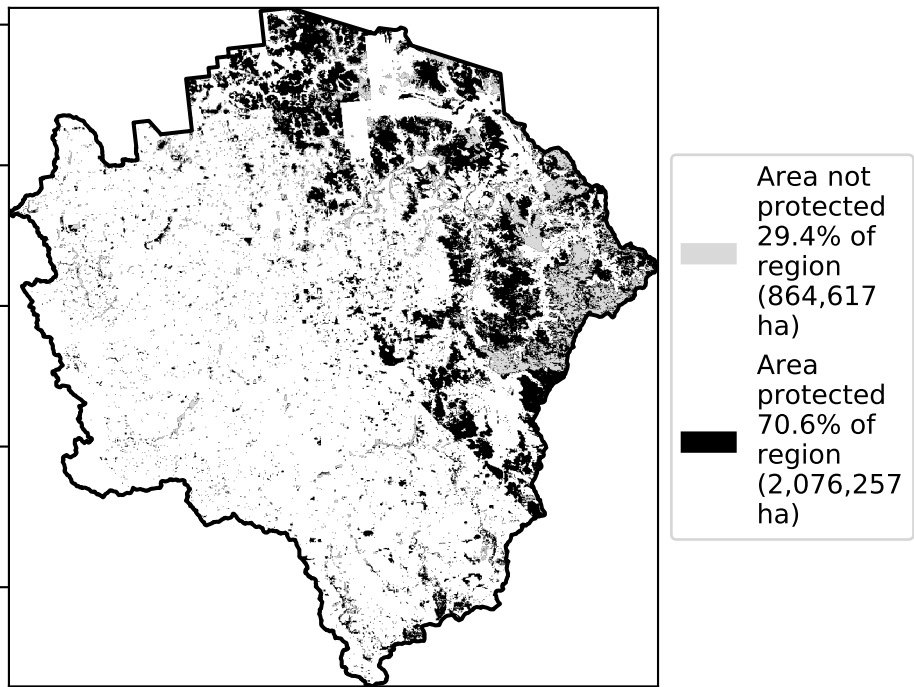 Area not
protected
29.4% of
region
(864,617
ha)
Area
protected
70.6% of
region
(2,076,257
ha)